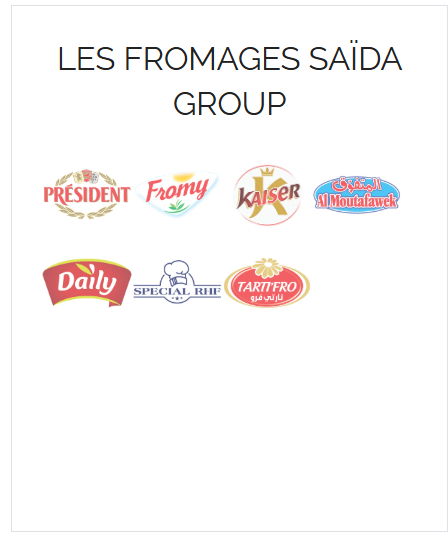 LES FROMAGES SAÏDA
GROUP
PRÉSIDENT
Fromy
KAISER
المتفوق
Al Moutafawek
Daily
SPECIAL RHF
TARTI'FRO
تارتي فرو